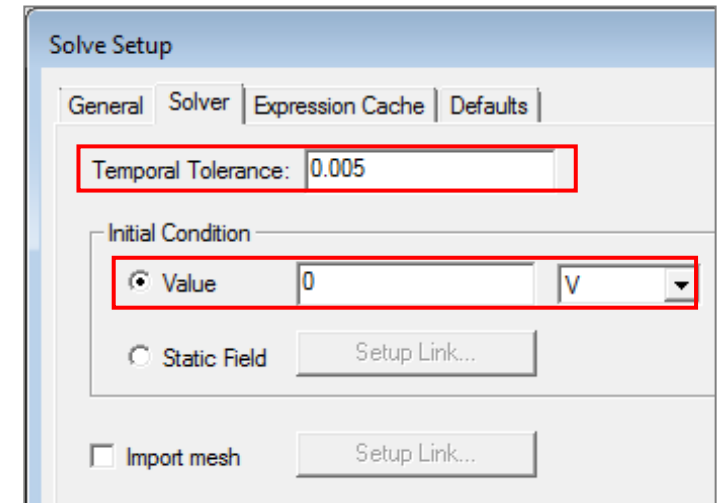 Solve Setup
General Solver Expression Cache Defaults
Temporal Tolerance: 0.005
Initial Condition
Value 0 V
Static Field Setup Link...
Import mesh Setup Link...